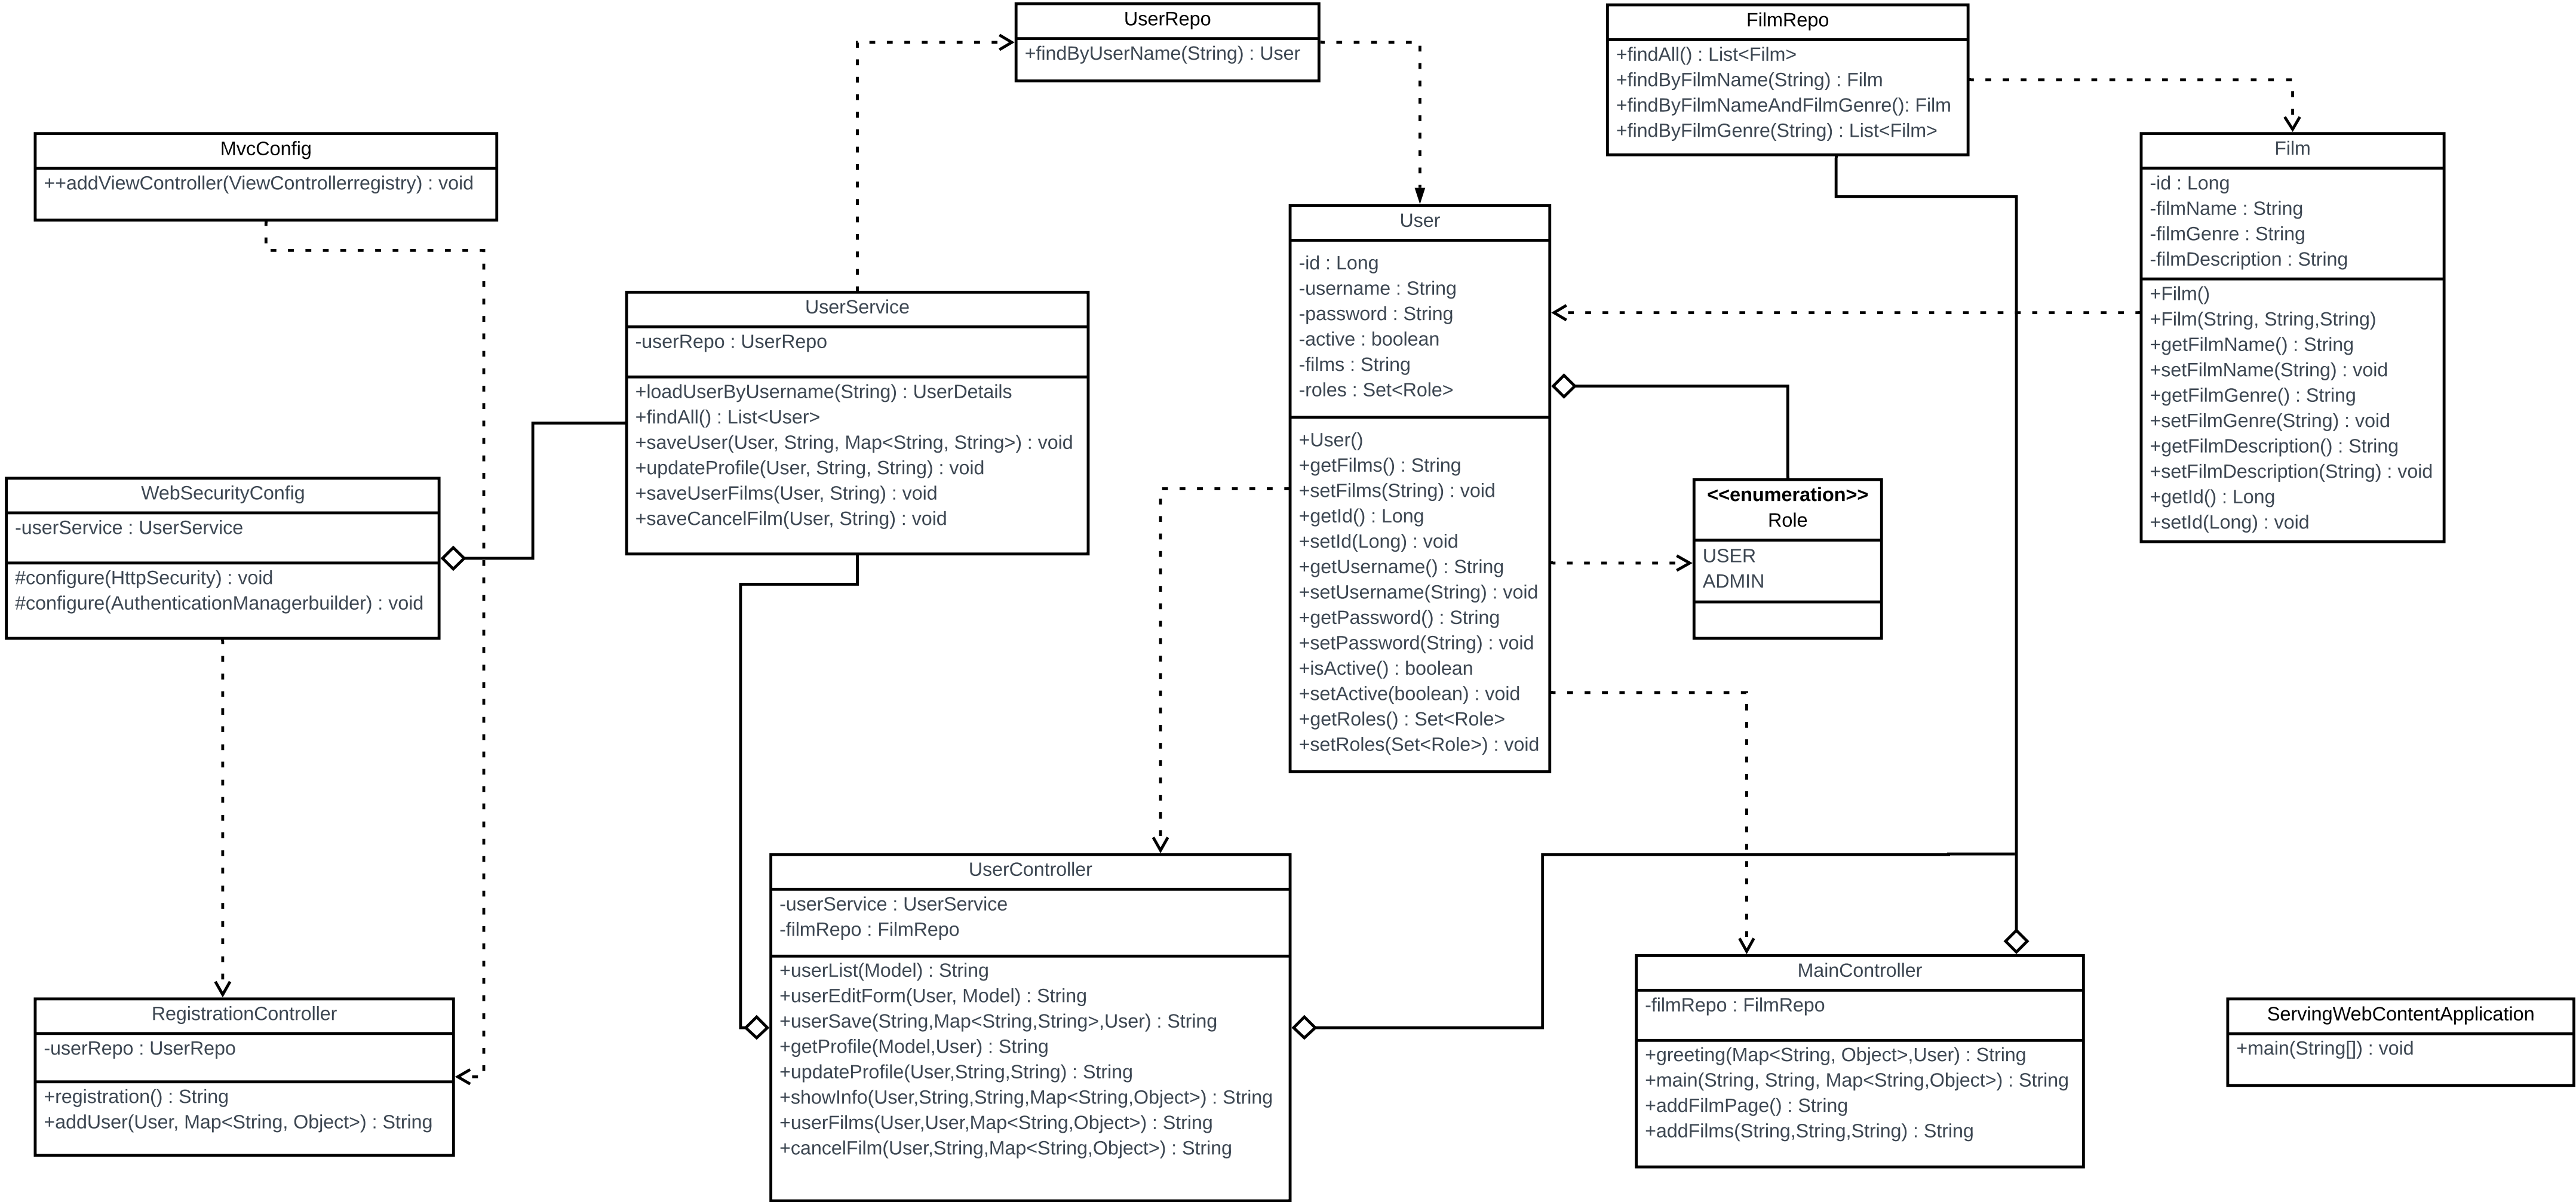 UserRepo
+findByUserName(String) : User
FilmRepo
+findAll() : List<Film>
+findByFilmName(String) : Film
+findByFilmNameAndFilmGenre(): Film
+findByFilmGenre(String) : List<Film>
MvcConfig
++addViewController(ViewControllerregistry) : void
Film
-id : Long
-filmName : String
-filmGenre : String
-filmDescription : String
+Film()
+Film(String, String,String)
+getFilmName() : String
+setFilmName(String) : void
+getFilmGenre() : String
+setFilmGenre(String) : void
+getFilmDescription() : String
+setFilmDescription(String) : void
+getId() : Long
+setId(Long) : void
User
-id : Long
-username : String
-password : String
-active : boolean
-films : String
-roles : Set<Role>
+User()
+getFilms() : String
+setFilms(String) : void
+getId() : Long
+setId(Long) : void
+getUsername() : String
+setUsername(String) : void
+getPassword() : String
+setPassword(String) : void
+isActive() : boolean
+setActive(boolean) : void
+getRoles() : Set<Role>
+setRoles(Set<Role>) : void
UserService
-userRepo : UserRepo
+loadUserByUsername(String) : UserDetails
+findAll() : List<User>
+saveUser(User, String, Map<String, String>) : void
+updateProfile(User, String, String) : void
+saveUserFilms(User, String) : void
+saveCancelFilm(User, String) : void
WebSecurityConfig
-userService : UserService
#configure(HttpSecurity) : void
#configure(AuthenticationManagerbuilder) : void
<<enumeration>>
Role
USER
ADMIN
UserController
-userService : UserService
-filmRepo : FilmRepo
+userList(Model) : String
+userEditForm(User, Model) : String
+userSave(String,Map<String,String>,User) : String
+getProfile(Model,User) : String
+updateProfile(User,String,String) : String
+showInfo(User,String,String,Map<String,Object>) : String
+userFilms(User,User,Map<String,Object>) : String
+cancelFilm(User,String,Map<String,Object>) : String
MainController
-filmRepo : FilmRepo
+greeting(Map<String, Object>,User) : String
+main(String, String, Map<String,Object>) : String
+addFilmPage() : String
+addFilms(String,String,String) : String
RegistrationController
-userRepo : UserRepo
+registration() : String
+addUser(User, Map<String, Object>) : String
ServingWebContentApplication
+main(String[]) : void